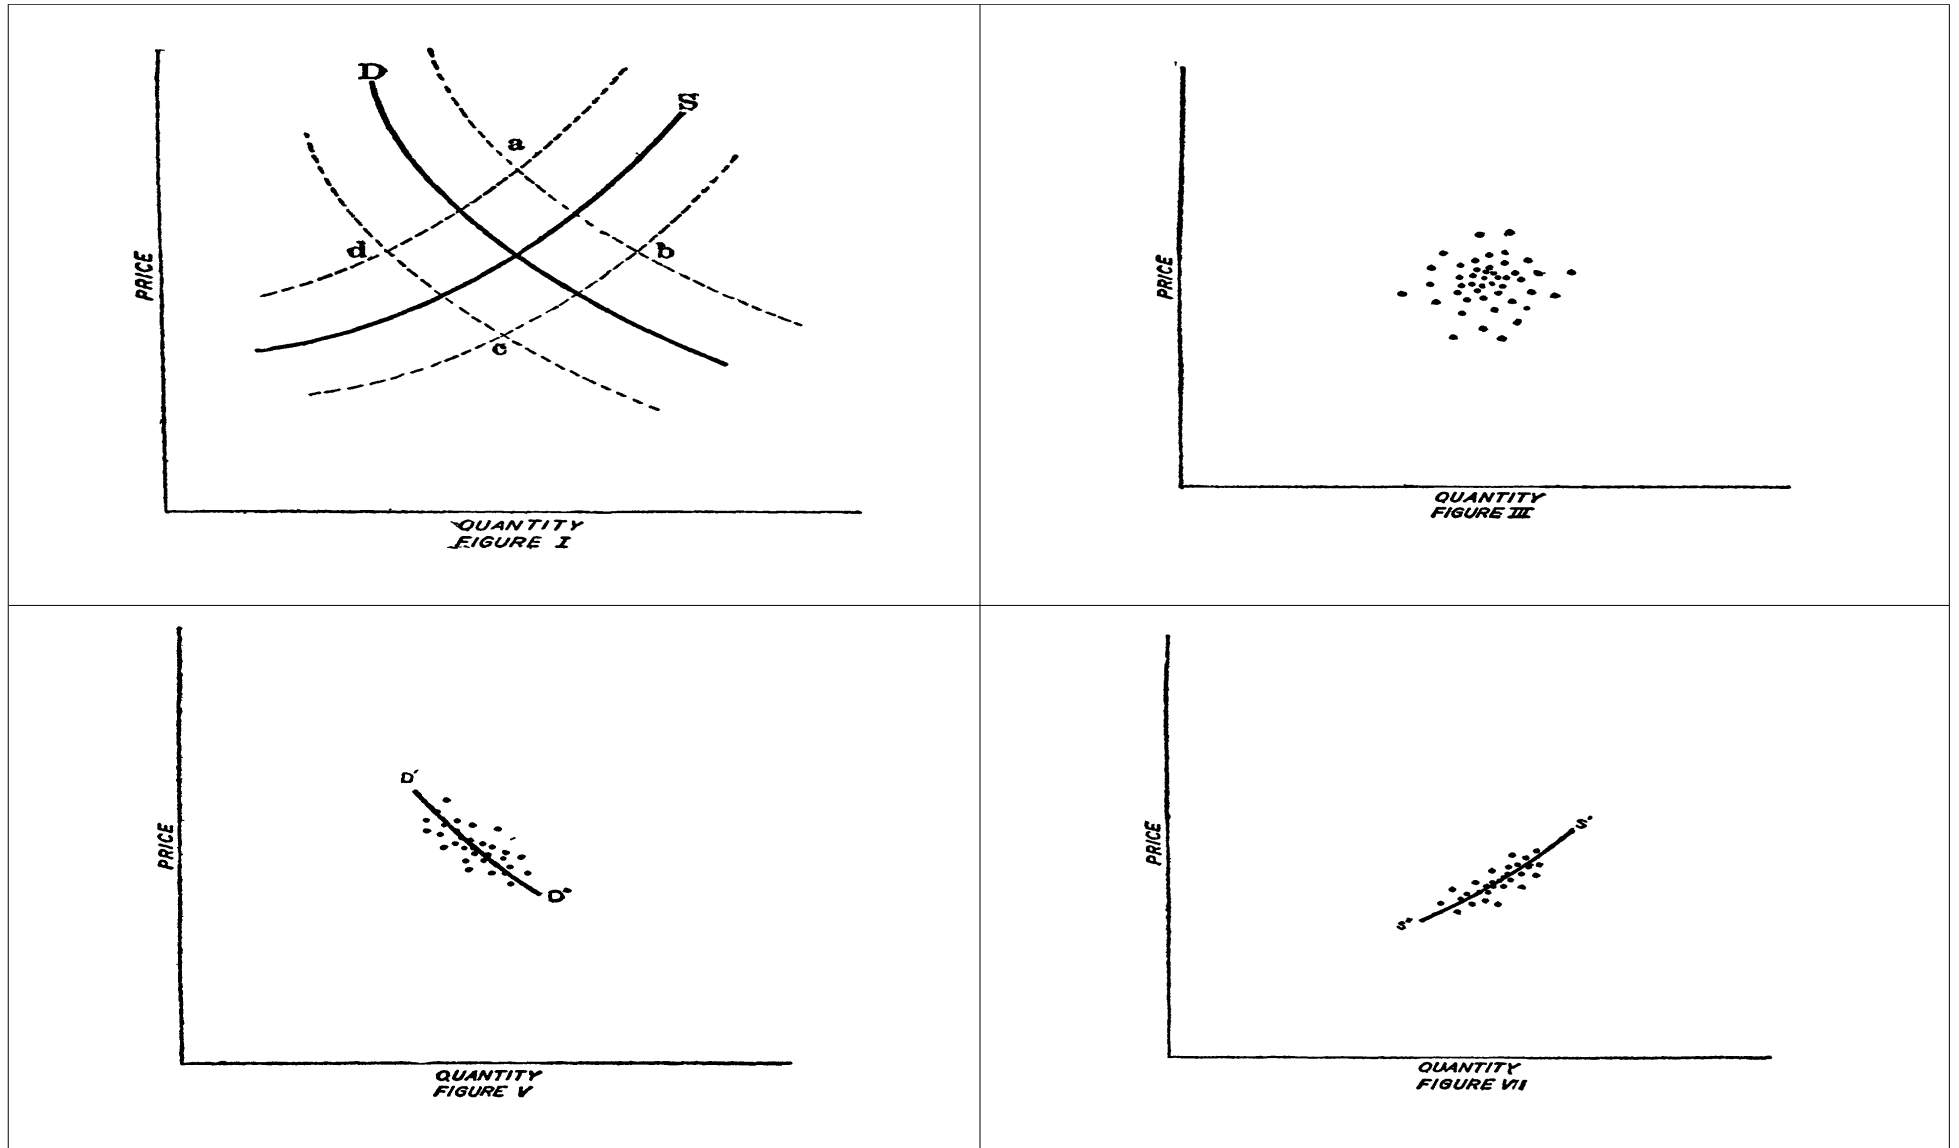 D
S
a
d
b
c
PRICE
QUANTITY
FIGURE I
PRICE
QUANTITY
FIGURE III
D'
PRICE
D"
QUANTITY
FIGURE V
S'
PRICE
S"
QUANTITY
FIGURE VII